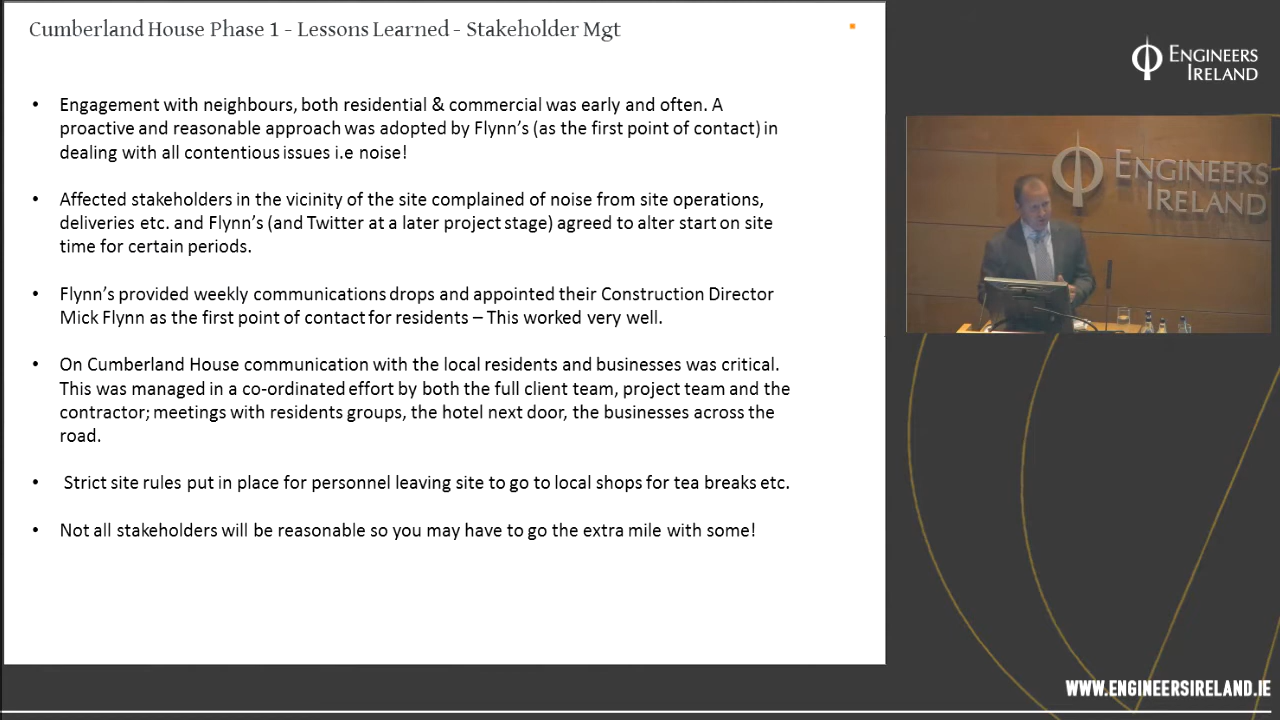 Cumberland House Phase 1 - Lessons Learned - Stakeholder Mgt
• Engagement with neighbours, both residential & commercial was early and often. A
proactive and reasonable approach was adopted by Flynn's (as the first point of contact) in
dealing with all contentious issues i.e noise!
• Affected stakeholders in the vicinity of the site complained of noise from site operations,
deliveries etc. and Flynn's (and Twitter at a later project stage) agreed to alter start on site
time for certain periods.
• Flynn's provided weekly communications drops and appointed their Construction Director
Mick Flynn as the first point of contact for residents – This worked very well.
• On Cumberland House communication with the local residents and businesses was critical.
This was managed in a co-ordinated effort by both the full client team, project team and the
contractor; meetings with residents groups, the hotel next door, the businesses across the
road.
• Strict site rules put in place for personnel leaving site to go to local shops for tea breaks etc.
• Not all stakeholders will be reasonable so you may have to go the extra mile with some!
ENGINEERS
IRELAND
ENGINEERS
IRELAND
WWW.ENGINEERSIRELAND.IE